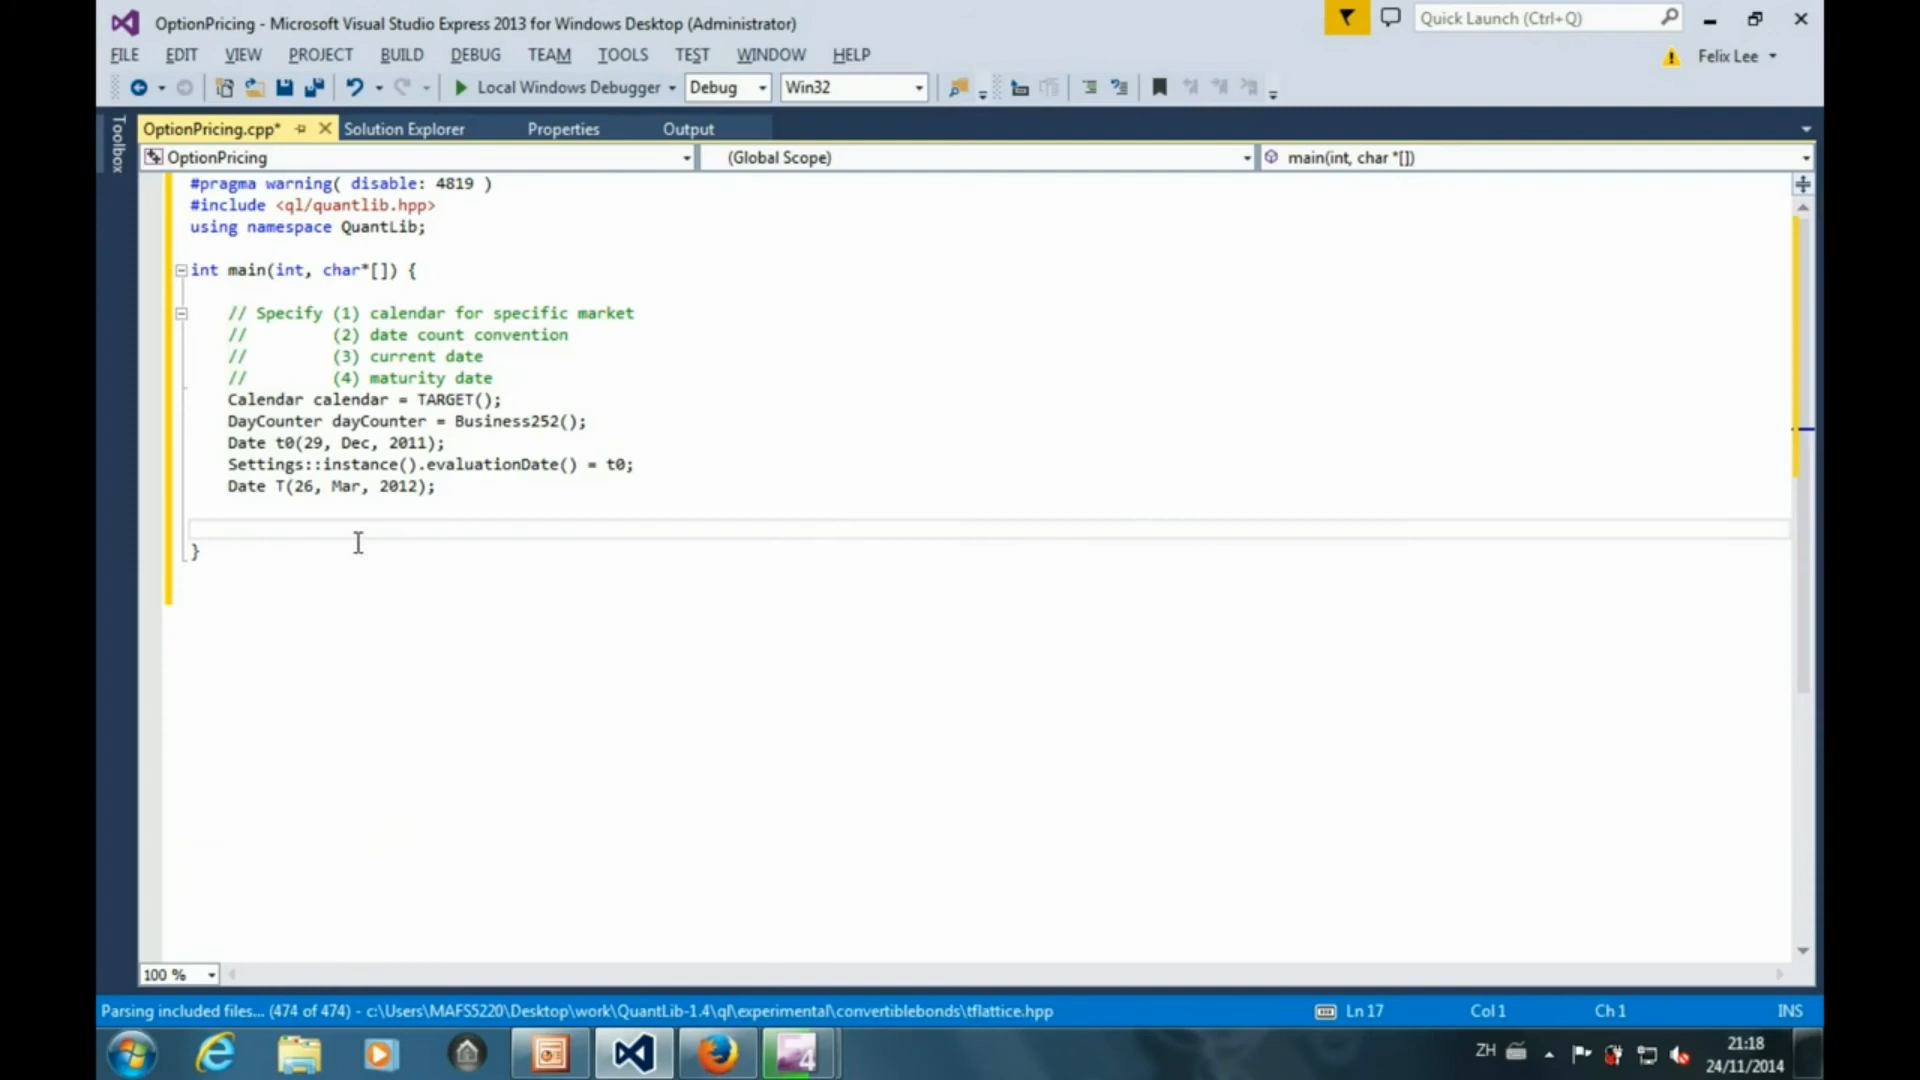 OptionPricing - Microsoft Visual Studio Express 2013 for Windows Desktop (Administrator)
Quick Launch (Ctrl+Q)
FILE EDIT VIEW PROJECT BUILD DEBUG TEAM TOOLS TEST WINDOW HELP
Felix Lee
Local Windows Debugger Debug Win32
Toolbox
OptionPricing.cpp* Solution Explorer Properties Output
OptionPricing (Global Scope) main(int, char *[])
#pragma warning( disable: 4819 )
#include <ql/quantlib.hpp>
using namespace QuantLib;
int main(int, char*[]) {
// Specify (1) calendar for specific market
// (2) date count convention
// (3) current date
// (4) maturity date
Calendar calendar = TARGET();
DayCounter dayCounter = Business252();
Date t0(29, Dec, 2011);
Settings::instance().evaluationDate() = t0;
Date T(26, Mar, 2012);
}
100 %
Parsing included files... (474 of 474) - c:\Users\MAFS5220\Desktop\work\QuantLib-1.4\ql\experimental\convertiblebonds\tflattice.hpp Ln 17 Col 1 Ch 1 INS
4
ZH
21:18
24/11/2014